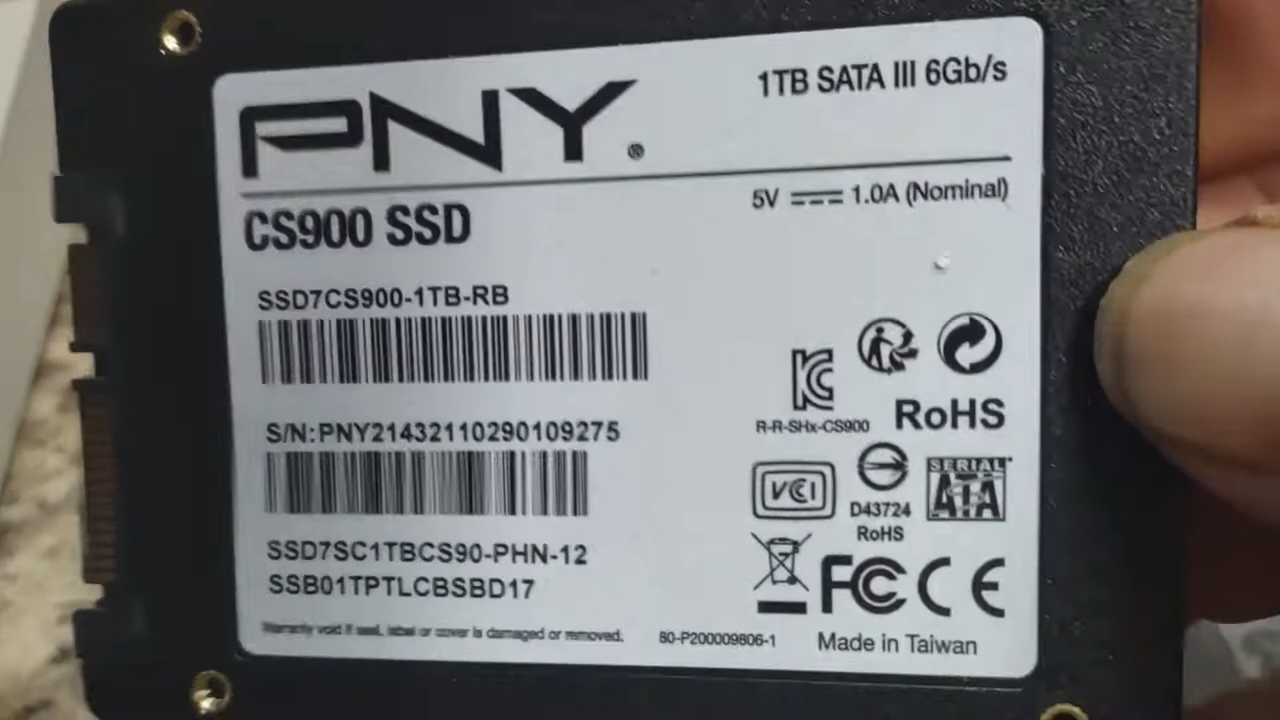 PNY®
1TB SATA III 6Gb/s
5V 1.0A (Nominal)
CS900 SSD
SSD7CS900-1TB-RB
S/N:PNY21432110290109275
R-R-SHx-CS900
RoHS
VCI
D43724
RoHS
SERIAL
ATA
SSD7SC1TBCS90-PHN-12
SSB01TPTLCBSBD17
FC CE
Warranty void if seal, label or cover is damaged or removed.
80-P200009806-1
Made in Taiwan